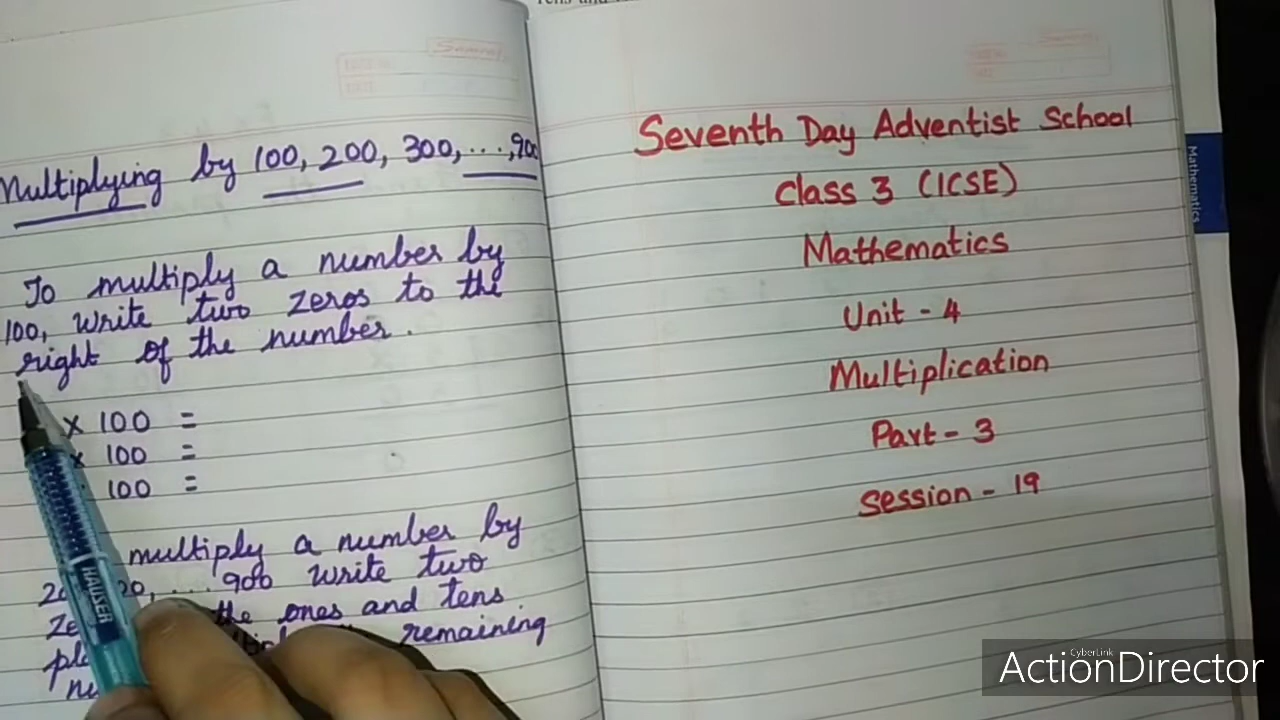 Multiplying by 100, 200, 300, ...,900
To multiply a number by
100, write two zeros to the
right of the number.
× 100 =
× 100 =
100 =
multiply a number by
... 900 write two
the ones and tens
remaining
Seventh Day Adventist School
Class 3 (ICSE)
Mathematics
Unit - 4
Multiplication
Part - 3
Session - 19
Mathematics
HAUSER
CyberLink
ActionDirector